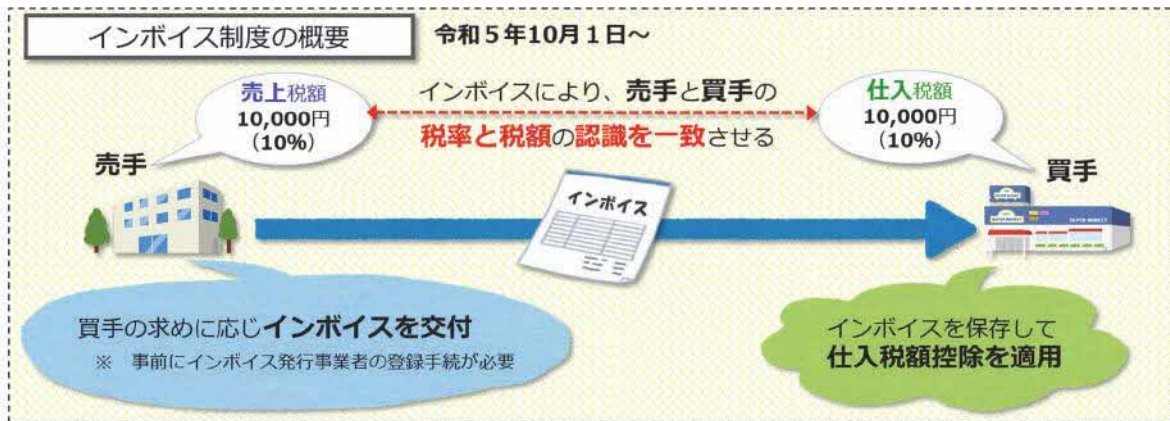 インボイス制度の概要
令和5年10月1日～
売上税額
10,000円
（10%）
インボイスにより、売手と買手の
税率と税額の認識を一致させる
仕入税額
10,000円
（10%）
売手
買手
インボイス
買手の求めに応じインボイスを交付
※　事前にインボイス発行事業者の登録手続が必要
インボイスを保存して
仕入税額控除を適用